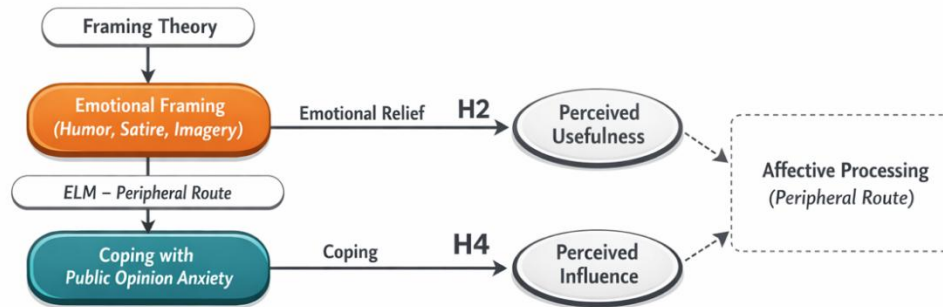 Framing Theory
Emotional Framing
(Humor, Satire, Imagery)
Emotional Relief
H2
Perceived
Usefulness
ELM – Peripheral Route
Affective Processing
(Peripheral Route)
Coping with
Public Opinion Anxiety
Coping
H4
Perceived
Influence